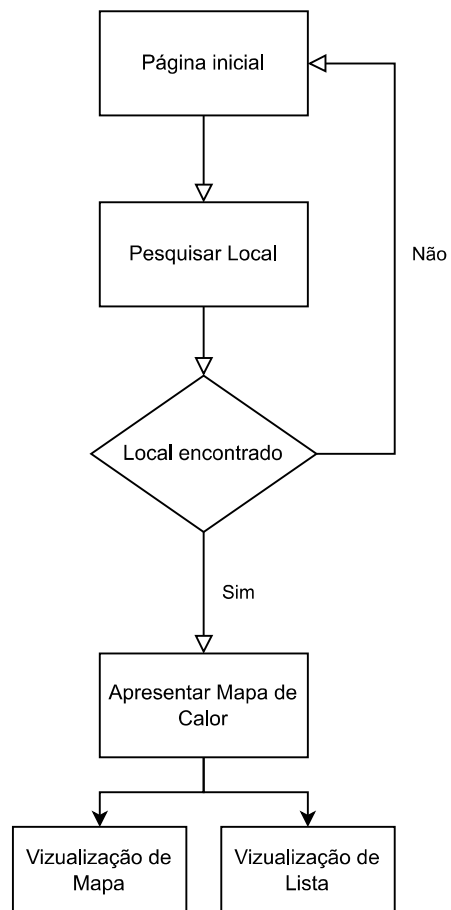 Página inicial
Pesquisar Local
Não
Local encontrado
Sim
Apresentar Mapa de
Calor
Vizualização de
Mapa
Vizualização de
Lista